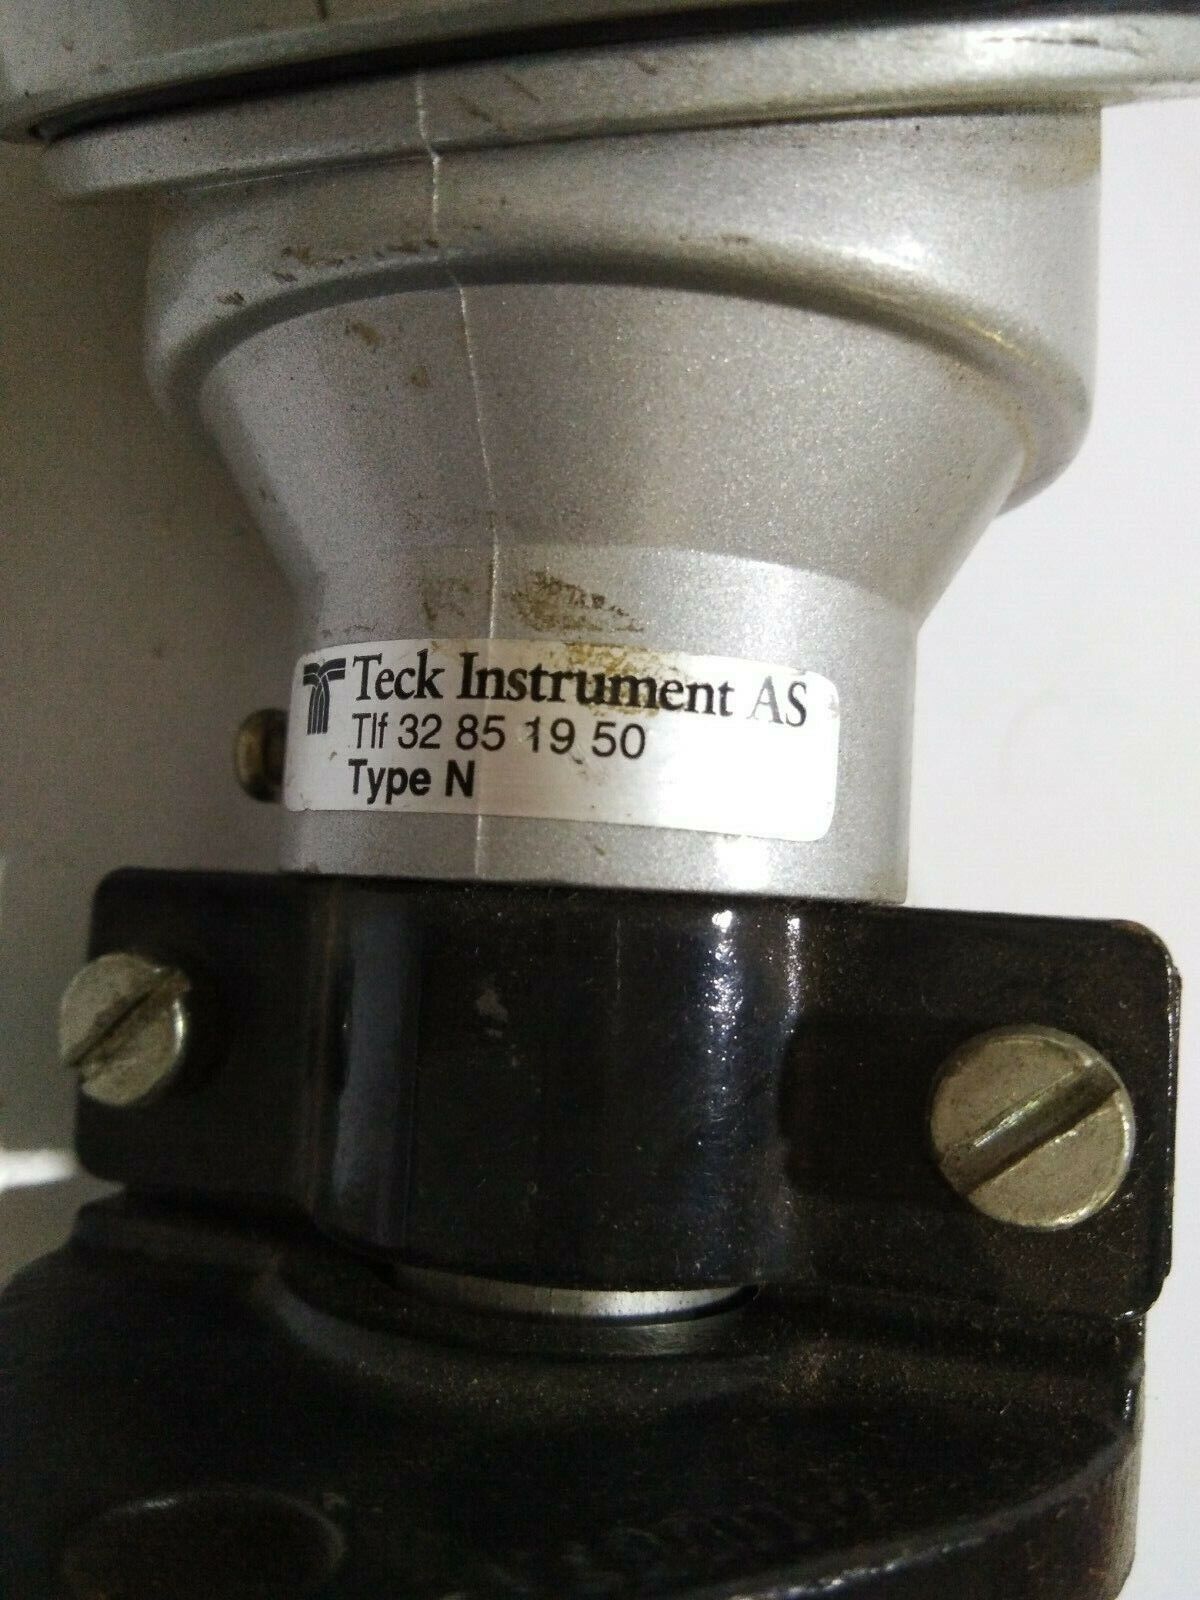 Teck Instrument AS
Tlf 32 85 19 50
Type N